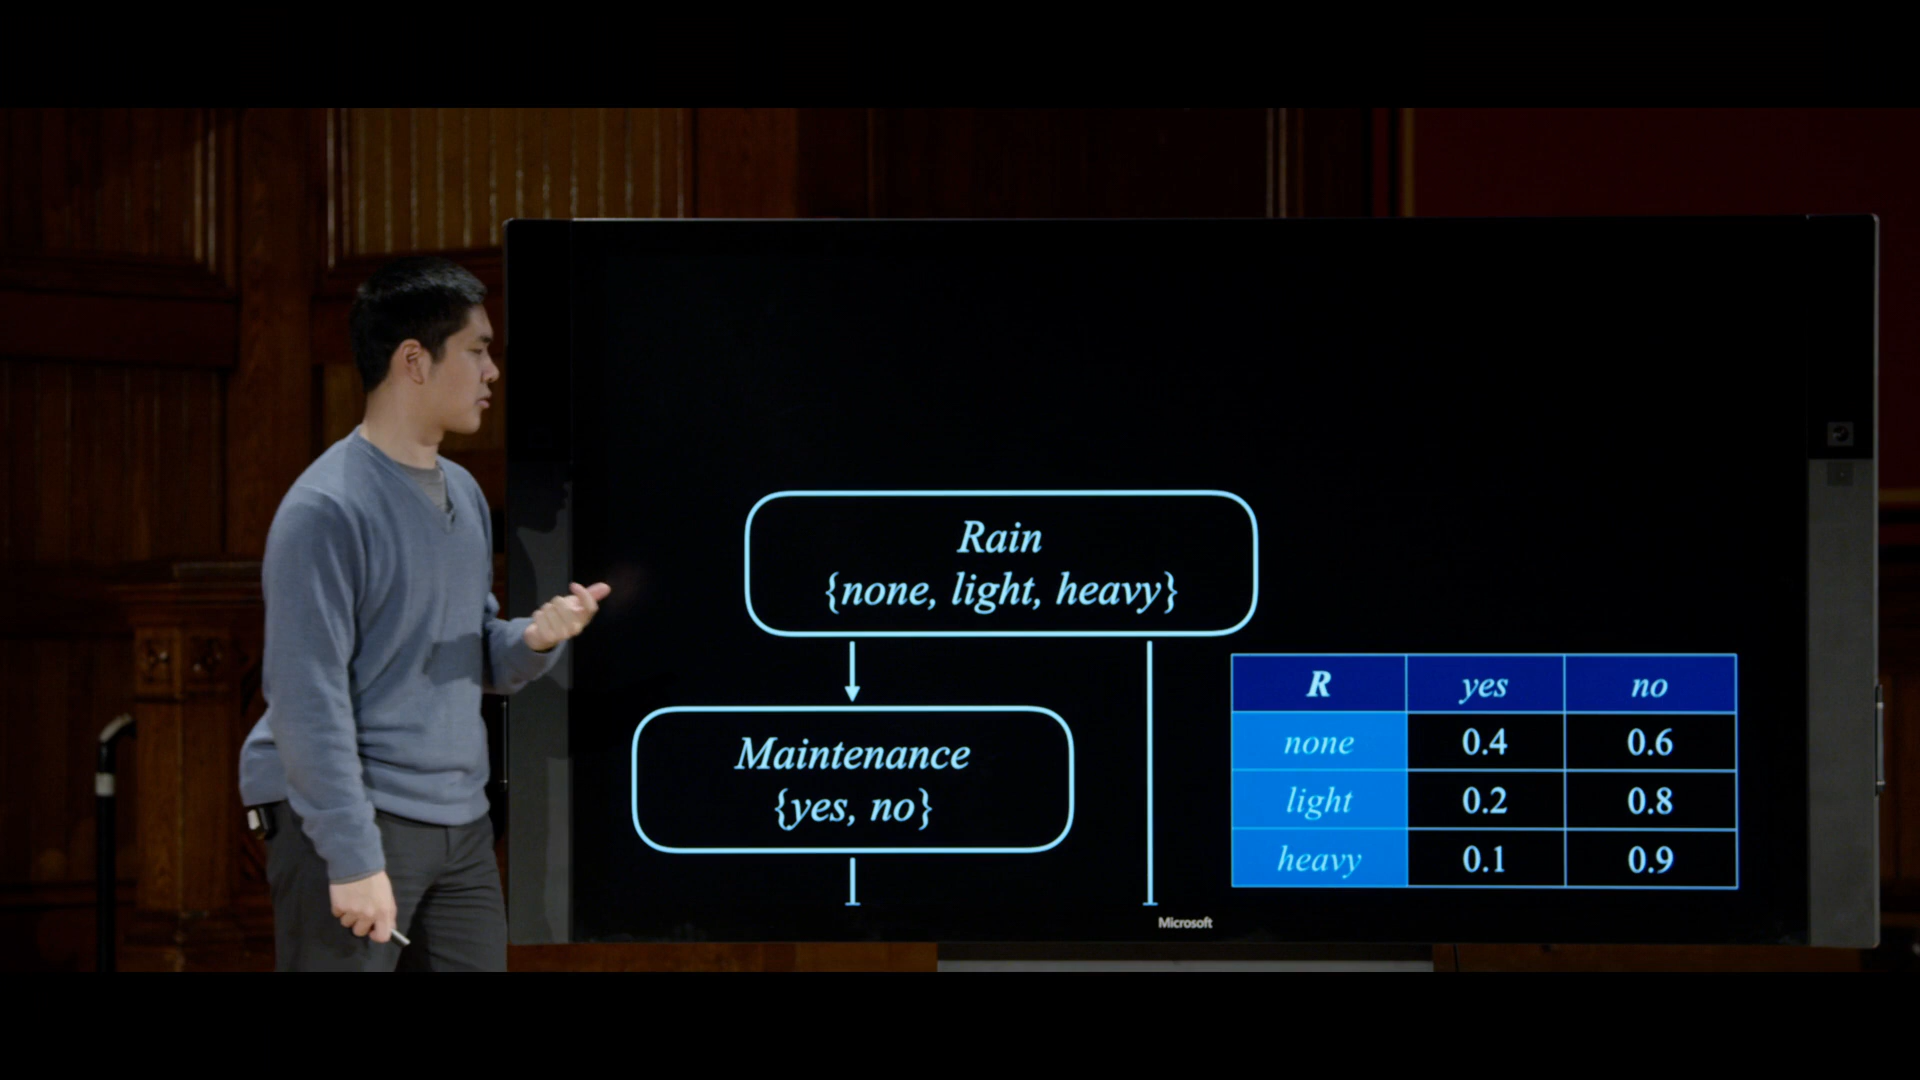 Rain
{none, light, heavy}
Maintenance
{yes, no}
R yes no
none 0.4 0.6
light 0.2 0.8
heavy 0.1 0.9
Microsoft